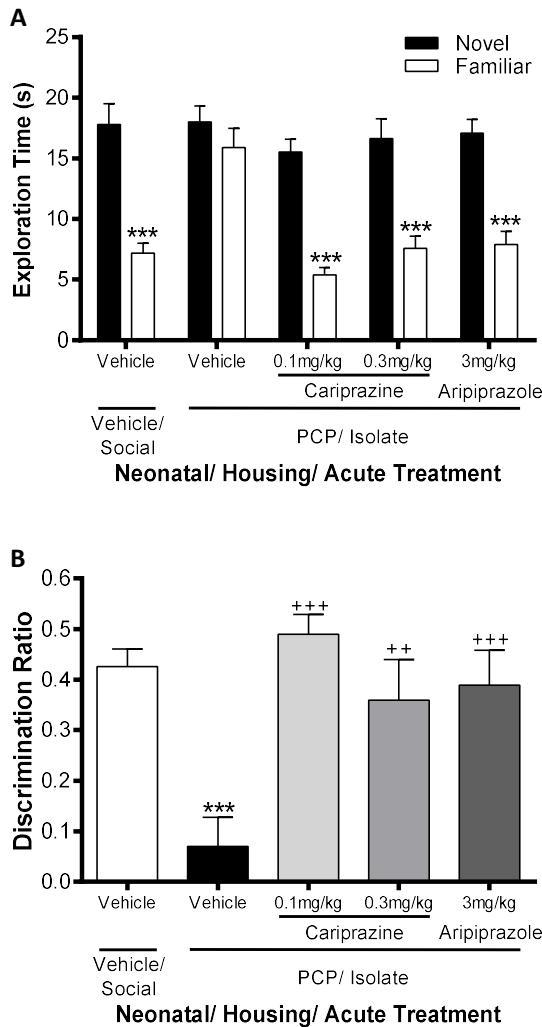 A
Novel
Familiar
Exploration Time (s)
25
20
15
10
5
0
***
***
***
***
Vehicle Vehicle 0.1mg/kg 0.3mg/kg 3mg/kg
Cariprazine Aripiprazole
Vehicle/
Social
PCP/ Isolate
Neonatal/ Housing/ Acute Treatment
B
Discrimination Ratio
0.6
0.5
0.4
0.3
0.2
0.1
0.0
***
+++
++
+++
Vehicle Vehicle 0.1mg/kg 0.3mg/kg 3mg/kg
Cariprazine Aripiprazole
Vehicle/
Social
PCP/ Isolate
Neonatal/ Housing/ Acute Treatment